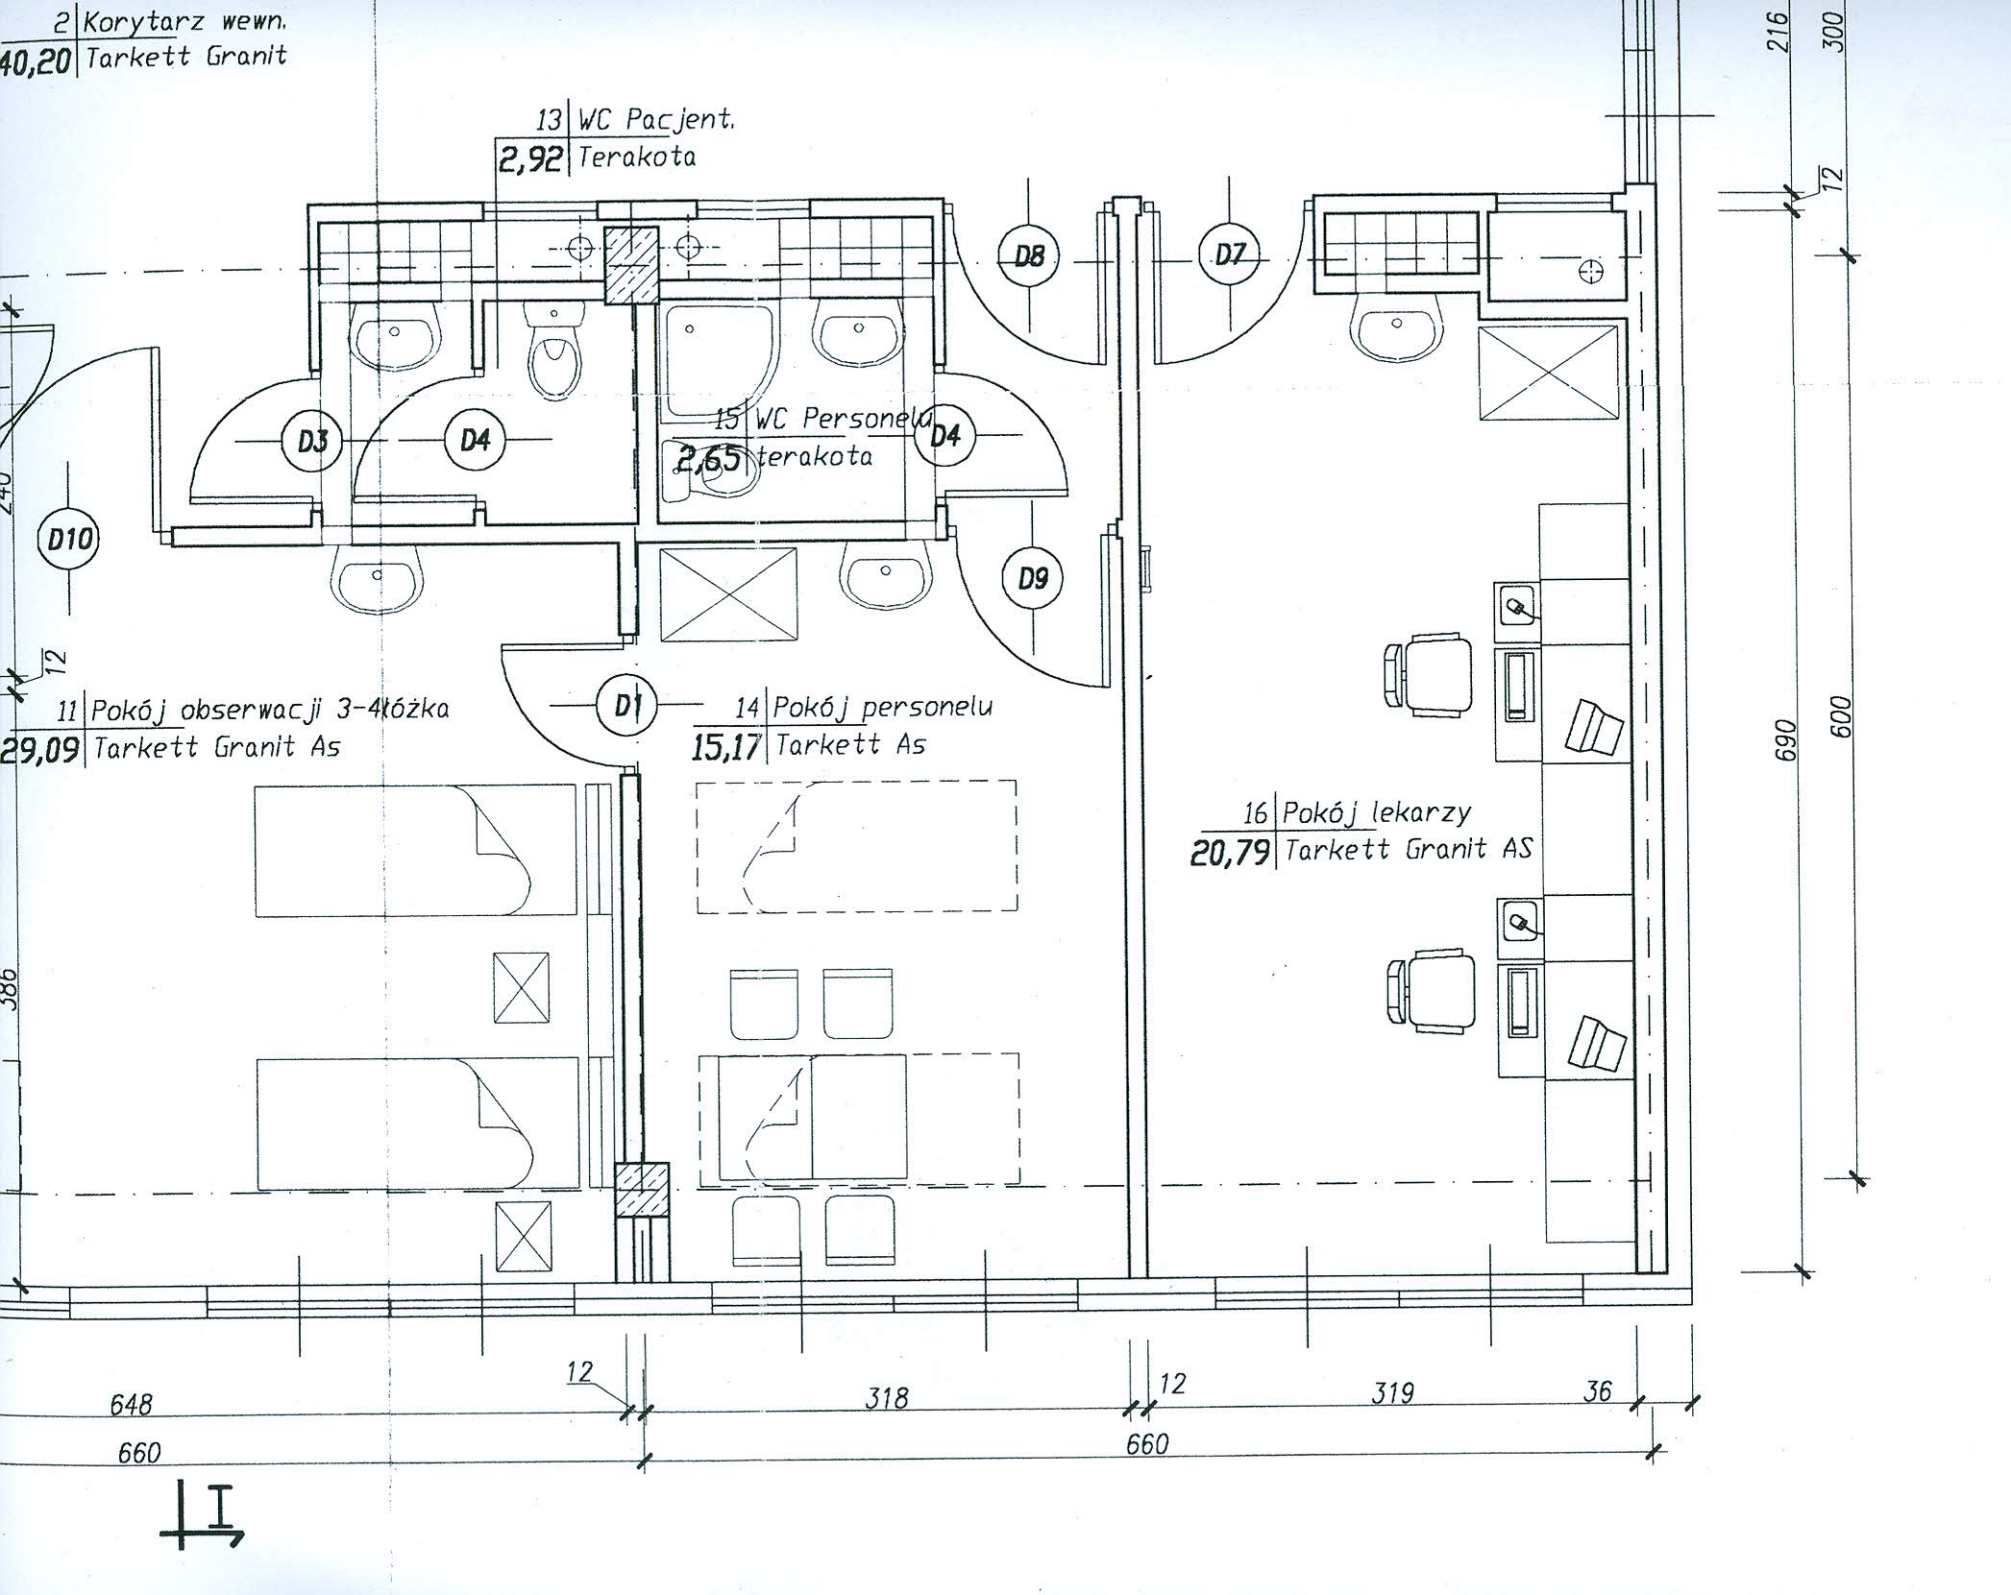 2 Korytarz wewn.
40,20 Tarkett Granit
216
300
13 WC Pacjent.
2,92 Terakota
12
D8
D7
D3
D4
15 WC Personelu
2,65 terakota
D4
240
D10
D9
12
11 Pokój obserwacji 3-4łóżka
29,09 Tarkett Granit As
D1
14 Pokój personelu
15,17 Tarkett As
690
600
16 Pokój lekarzy
20,79 Tarkett Granit AS
386
12
648
318
12
319
36
660
660
I